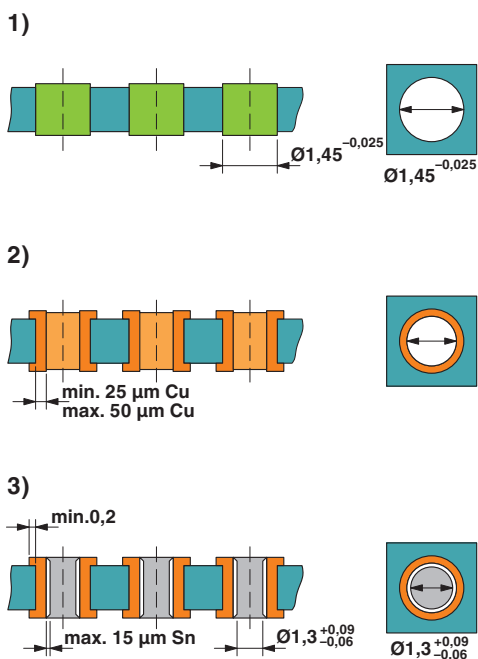 1)
Ø1,45 –0,025
Ø1,45 –0,025
2)
min. 25 µm Cu
max. 50 µm Cu
3)
min.0,2
max. 15 µm Sn
Ø1,3 +0,09 –0,06
Ø1,3 +0,09 –0,06